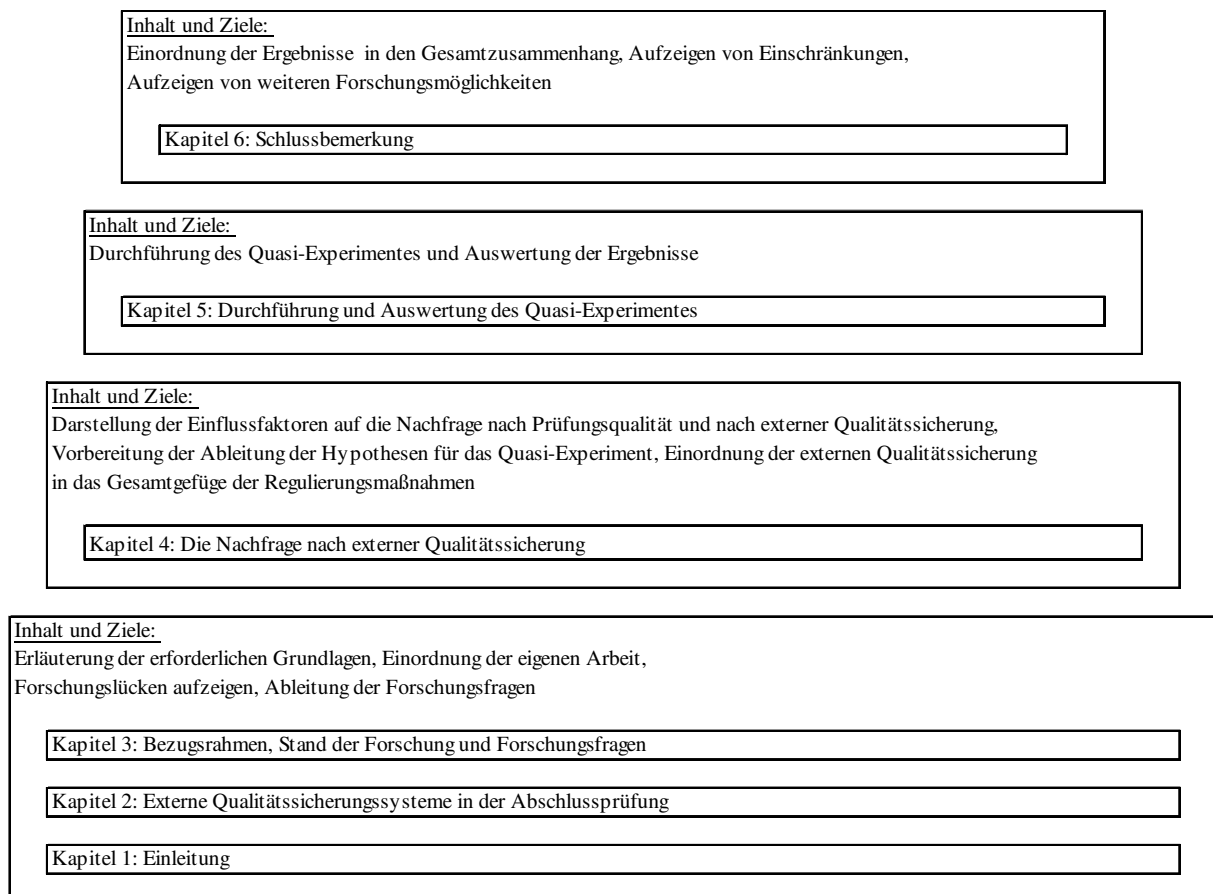 Inhalt und Ziele:
Einordnung der Ergebnisse in den Gesamtzusammenhang, Aufzeigen von Einschränkungen,
Aufzeigen von weiteren Forschungsmöglichkeiten
Kapitel 6: Schlussbemerkung
Inhalt und Ziele:
Durchführung des Quasi-Experimentes und Auswertung der Ergebnisse
Kapitel 5: Durchführung und Auswertung des Quasi-Experimentes
Inhalt und Ziele:
Darstellung der Einflussfaktoren auf die Nachfrage nach Prüfungsqualität und nach externer Qualitätssicherung,
Vorbereitung der Ableitung der Hypothesen für das Quasi-Experiment, Einordnung der externen Qualitätssicherung
in das Gesamtgefüge der Regulierungsmaßnahmen
Kapitel 4: Die Nachfrage nach externer Qualitätssicherung
Inhalt und Ziele:
Erläuterung der erforderlichen Grundlagen, Einordnung der eigenen Arbeit,
Forschungslücken aufzeigen, Ableitung der Forschungsfragen
Kapitel 3: Bezugsrahmen, Stand der Forschung und Forschungsfragen
Kapitel 2: Externe Qualitätssicherungssysteme in der Abschlussprüfung
Kapitel 1: Einleitung